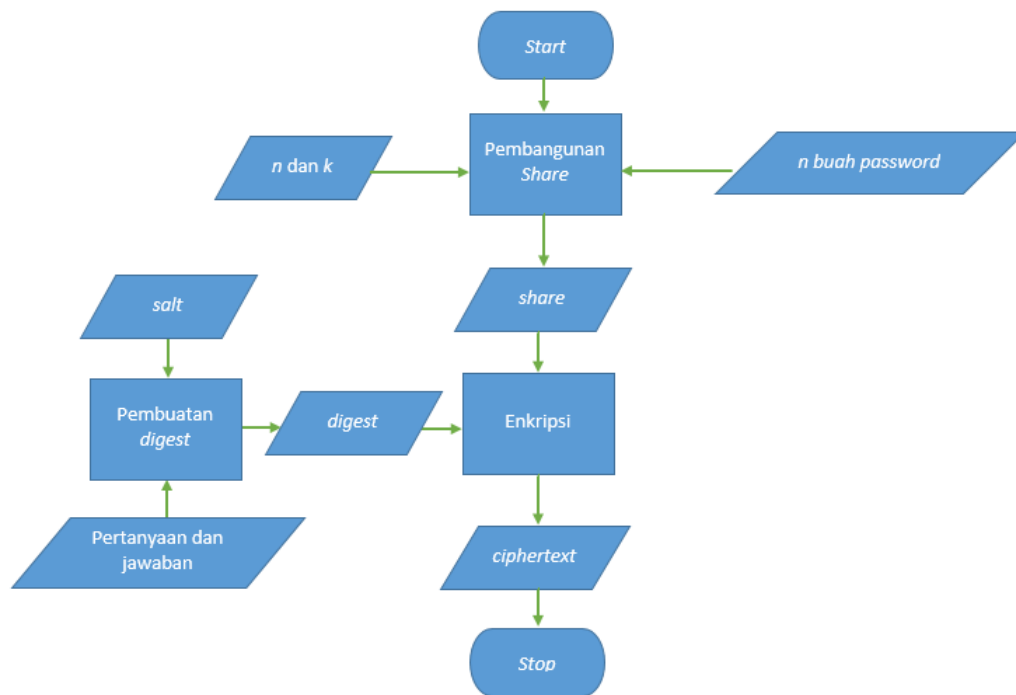 Start
n dan k
Pembangunan
Share
n buah password
salt
share
Pembuatan
digest
digest
Enkripsi
Pertanyaan dan
jawaban
ciphertext
Stop